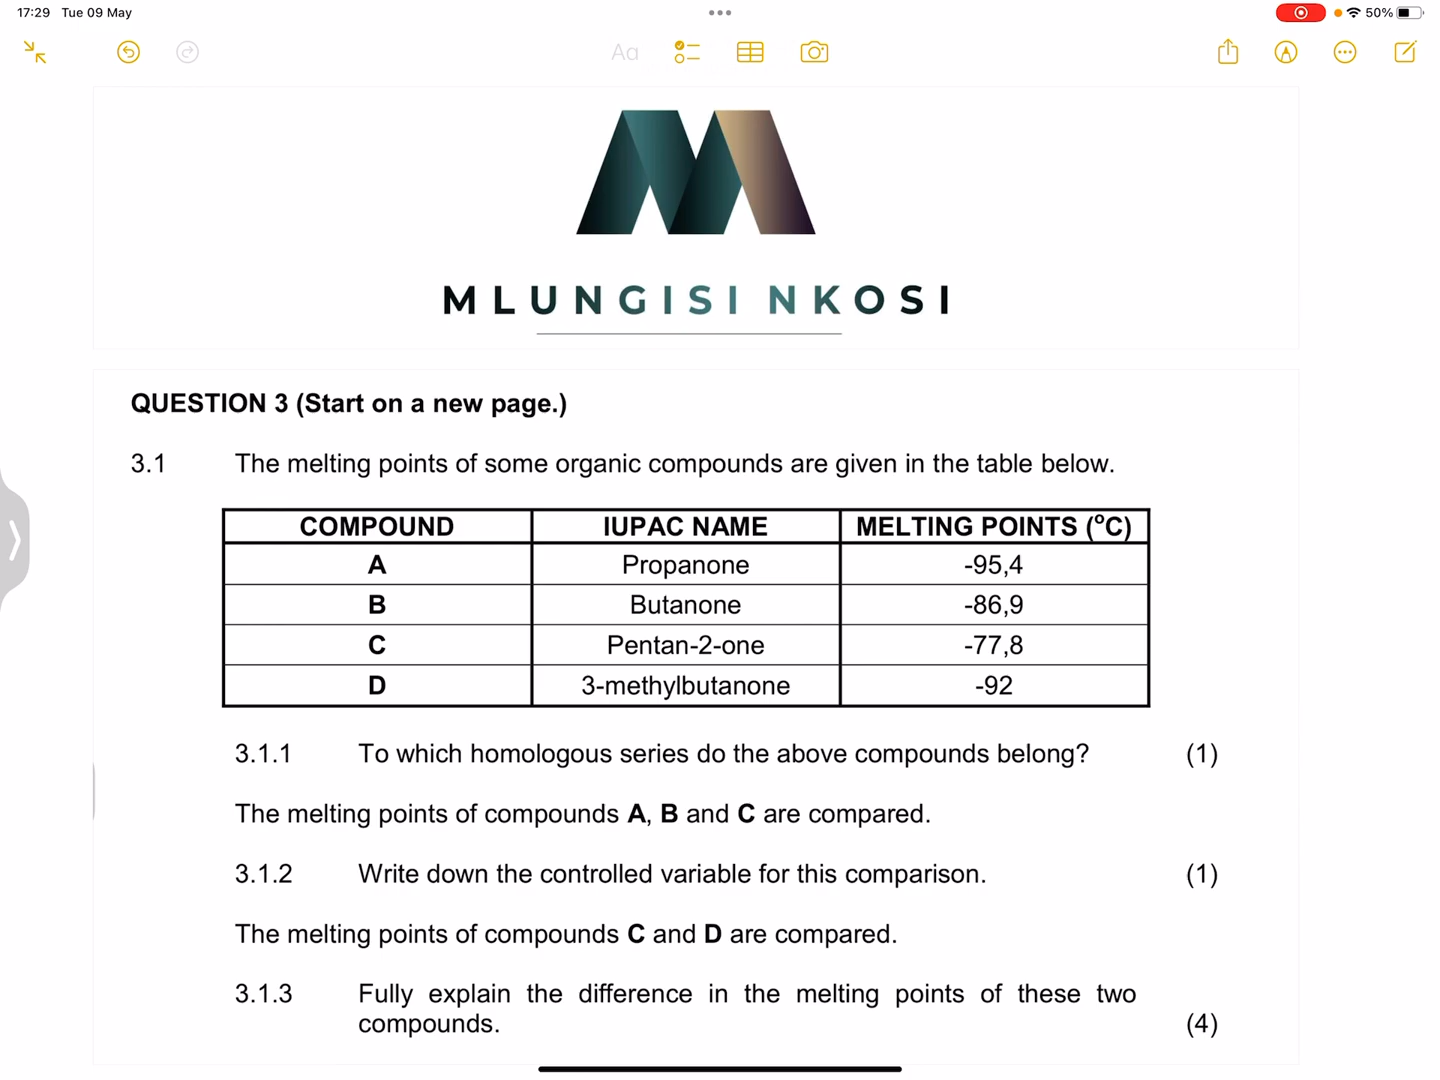 17:29 Tue 09 May
50%
Aa
MLUNGISI NKOSI
QUESTION 3 (Start on a new page.)
3.1 The melting points of some organic compounds are given in the table below.
COMPOUND IUPAC NAME MELTING POINTS (°C)
A Propanone -95,4
B Butanone -86,9
C Pentan-2-one -77,8
D 3-methylbutanone -92
3.1.1 To which homologous series do the above compounds belong? (1)
The melting points of compounds A, B and C are compared.
3.1.2 Write down the controlled variable for this comparison. (1)
The melting points of compounds C and D are compared.
3.1.3 Fully explain the difference in the melting points of these two
compounds. (4)